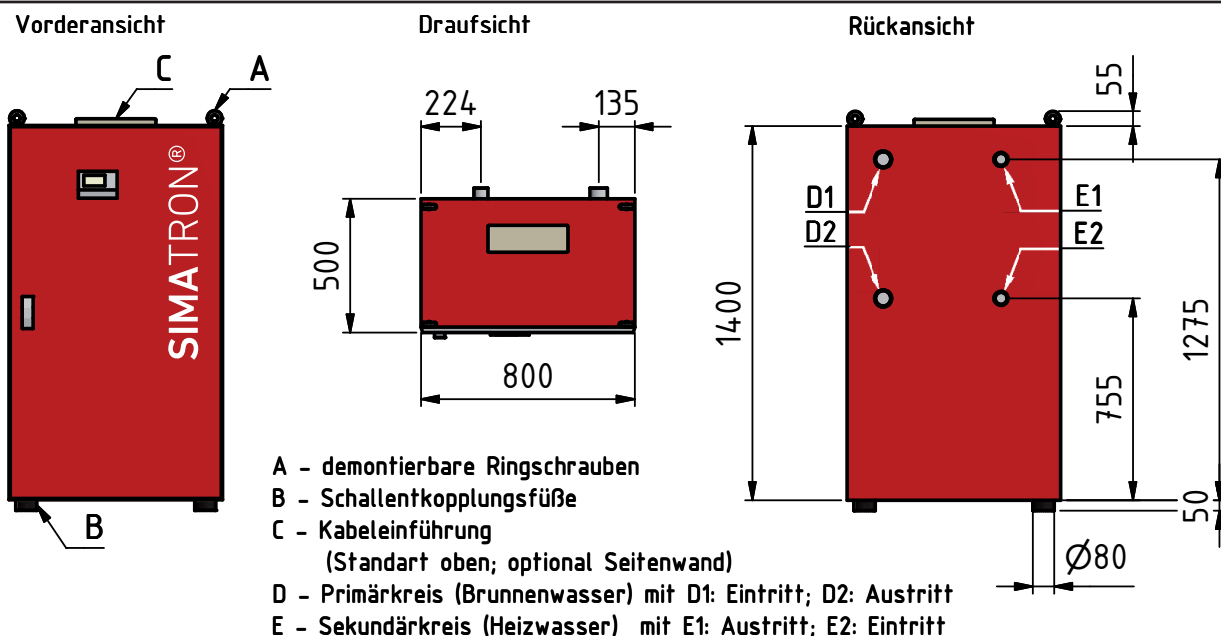 Vorderansicht
Draufsicht
Rückansicht
C
A
224
135
55
SIMATRON®
D1
E1
D2
E2
500
1400
1275
800
755
A - demontierbare Ringschrauben
B - Schallentkopplungsfüße
50
B
C - Kabeleinführung
(Standart oben; optional Seitenwand)
Ø80
D - Primärkreis (Brunnenwasser) mit D1: Eintritt; D2: Austritt
E - Sekundärkreis (Heizwasser) mit E1: Austritt; E2: Eintritt